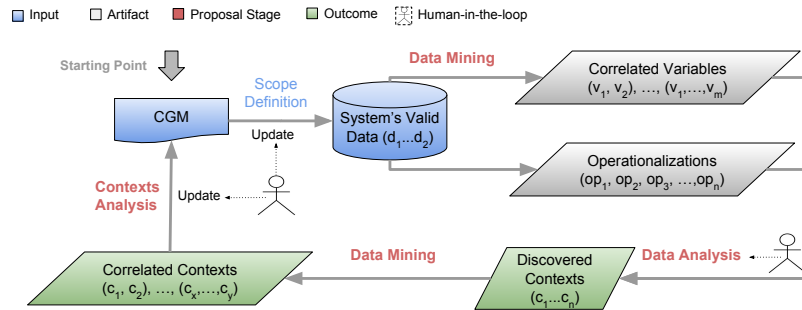 Input
Artifact
Proposal Stage
Outcome
Human-in-the-loop
Starting Point
CGM
Scope
Definition
Update
System's Valid
Data (d1...d2)
Data Mining
Correlated Variables
(v1, v2), ..., (v1,...,vm)
Operationalizations
(op1, op2, op3, ...,opn)
Contexts
Analysis
Update
Correlated Contexts
(c1, c2), ..., (cx,...,cy)
Data Mining
Discovered
Contexts
(c1...cn)
Data Analysis